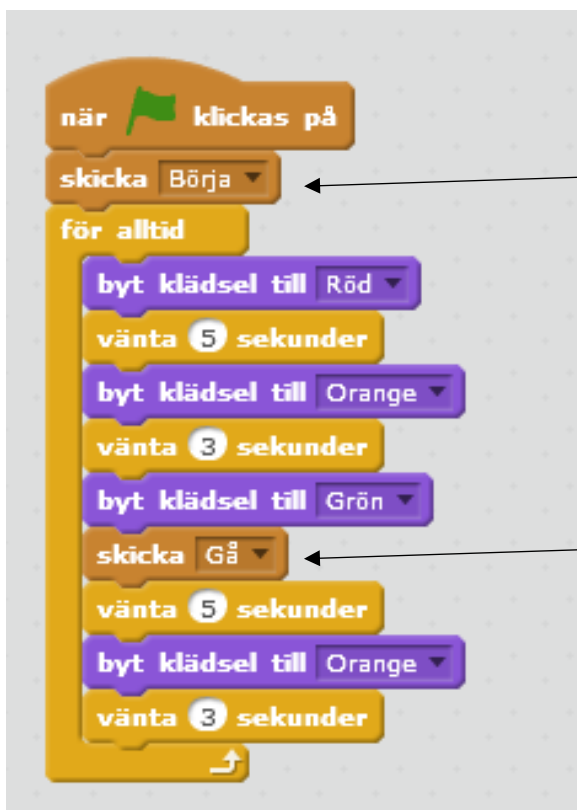 när klickas på
skicka Börja
för alltid
byt klädsel till Röd
vänta 5 sekunder
byt klädsel till Orange
vänta 3 sekunder
byt klädsel till Grön
skicka Gå
vänta 5 sekunder
byt klädsel till Orange
vänta 3 sekunder